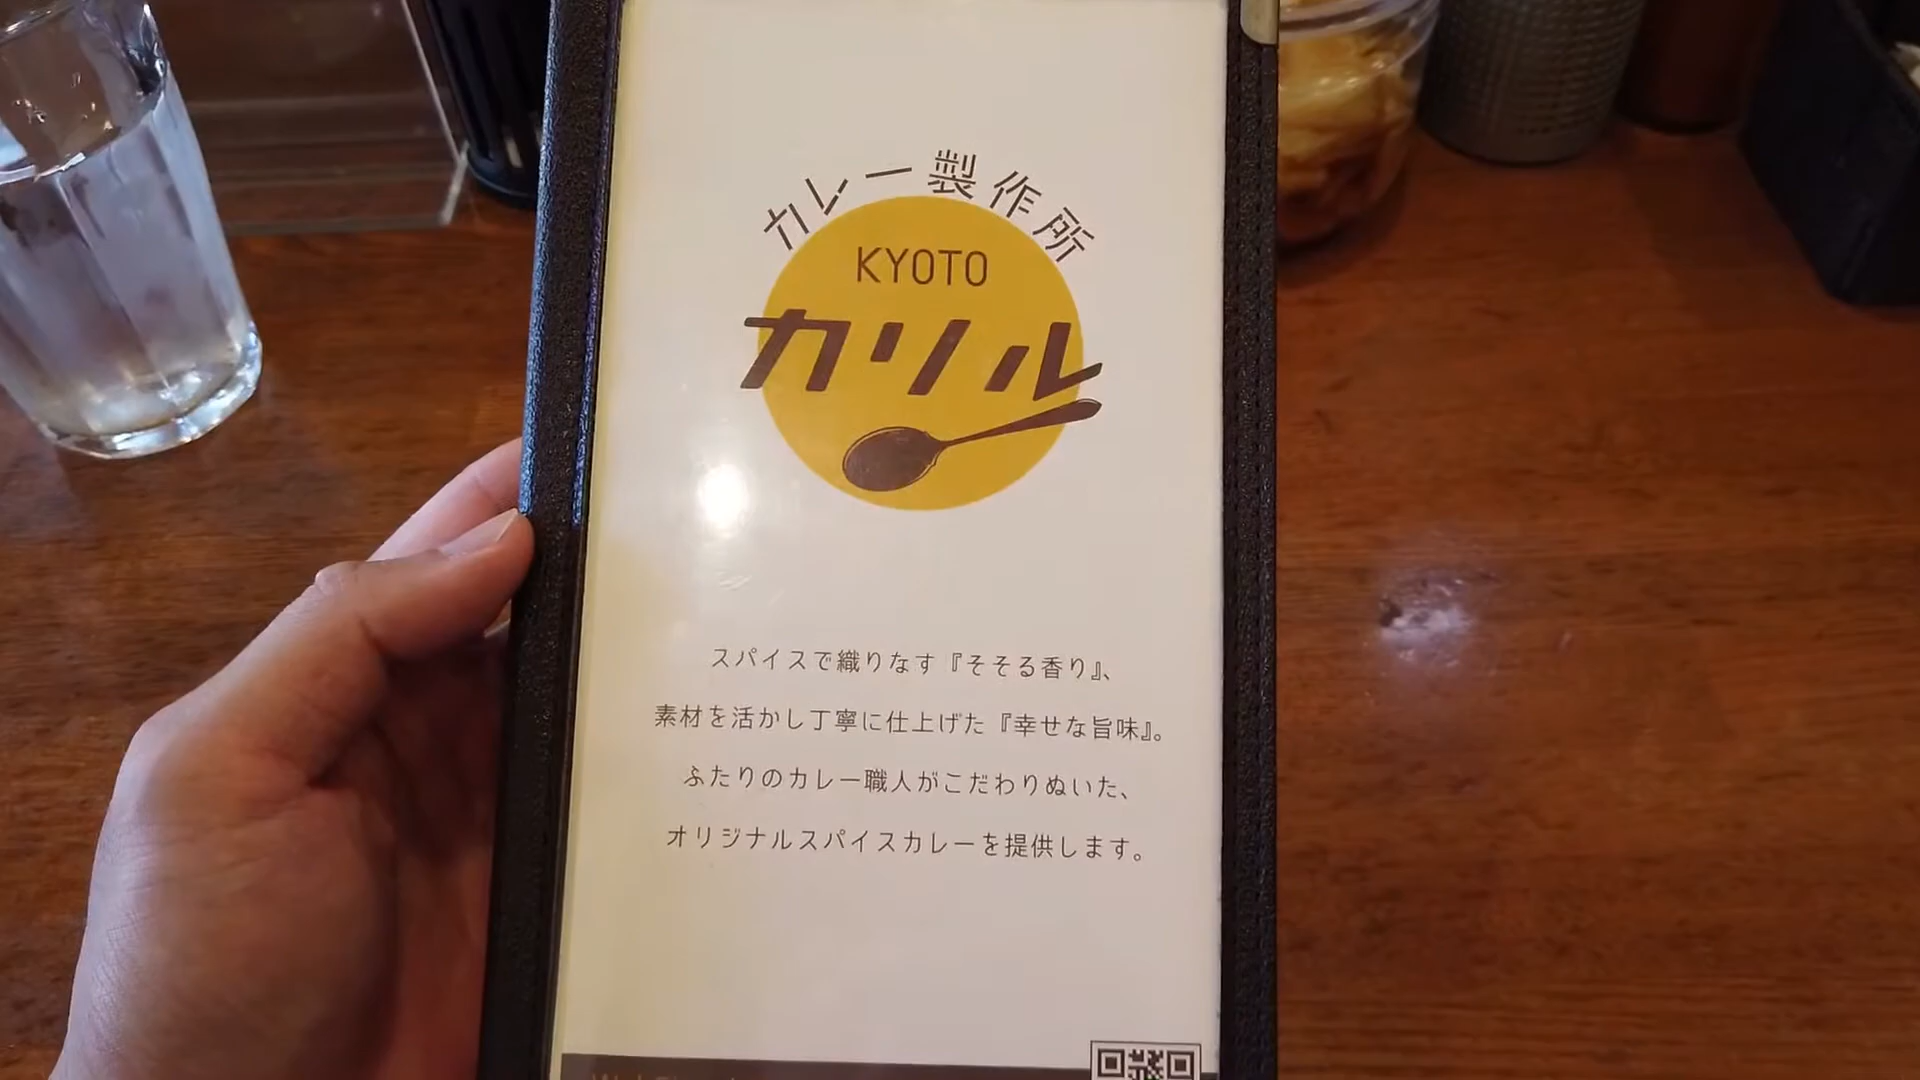 カレー製作所
KYOTO
カリル
スパイスで織りなす『そそる香り』、
素材を活かし丁寧に仕上げた『幸せな旨味』。
ふたりのカレー職人がこだわりぬいた、
オリジナルスパイスカレーを提供します。